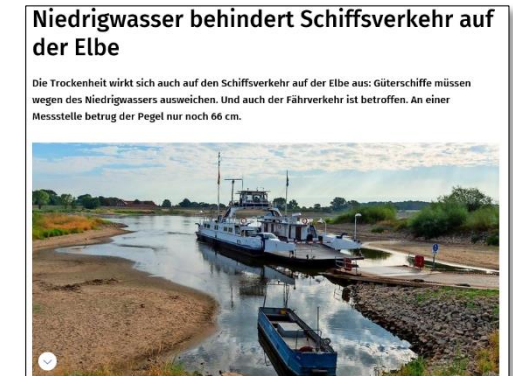 Niedrigwasser behindert Schiffsverkehr auf
der Elbe
Die Trockenheit wirkt sich auch auf den Schiffsverkehr auf der Elbe aus: Güterschiffe müssen
wegen des Niedrigwassers ausweichen. Und auch der Fährverkehr ist betroffen. An einer
Messstelle betrug der Pegel nur noch 66 cm.